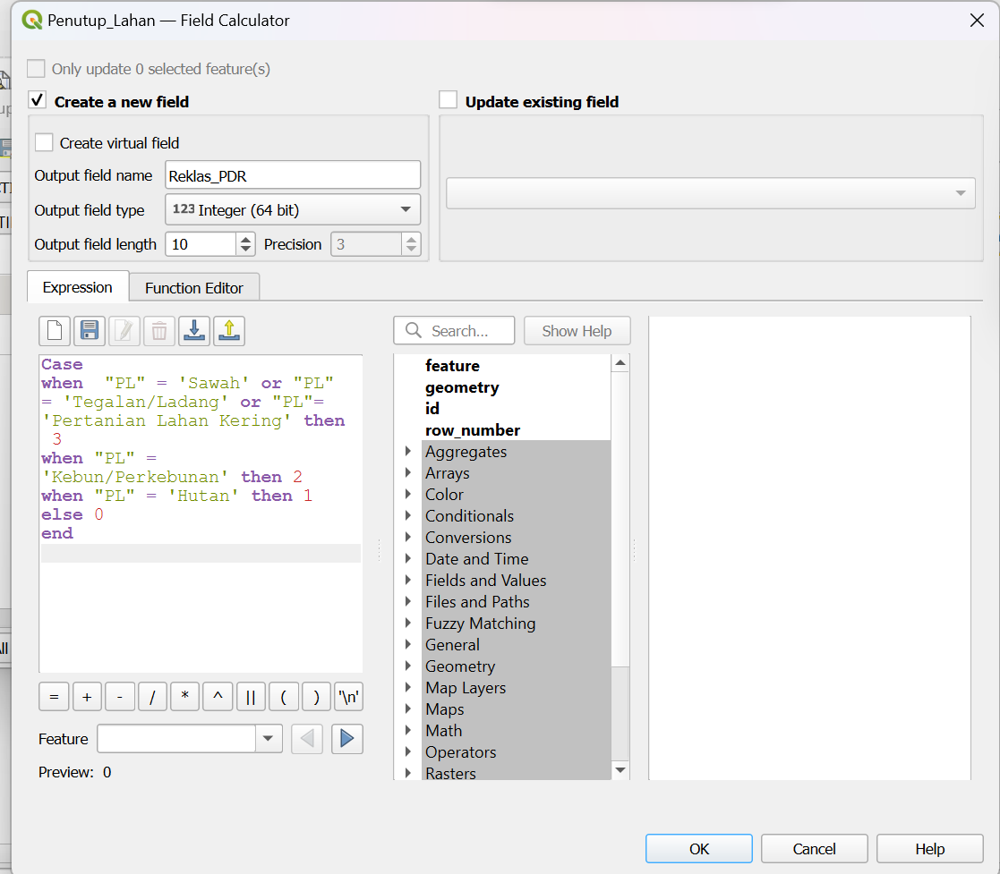 Penutup_Lahan — Field Calculator
Only update 0 selected feature(s)
Create a new field
Update existing field
Create virtual field
Output field name Reklas_PDR
Output field type 123 Integer (64 bit)
Output field length 10 Precision 3
Expression Function Editor
Search... Show Help
Case
when  "PL" = 'Sawah' or "PL"
= 'Tegalan/Ladang' or "PL"=
'Pertanian Lahan Kering' then
3
when "PL" =
'Kebun/Perkebunan' then 2
when "PL" = 'Hutan' then 1
else 0
end
feature
geometry
id
row_number
Aggregates
Arrays
Color
Conditionals
Conversions
Date and Time
Fields and Values
Files and Paths
Fuzzy Matching
General
Geometry
Map Layers
Maps
Math
Operators
Rasters
= + - / * ^ || ( ) '\n'
Feature
Preview: 0
OK Cancel Help